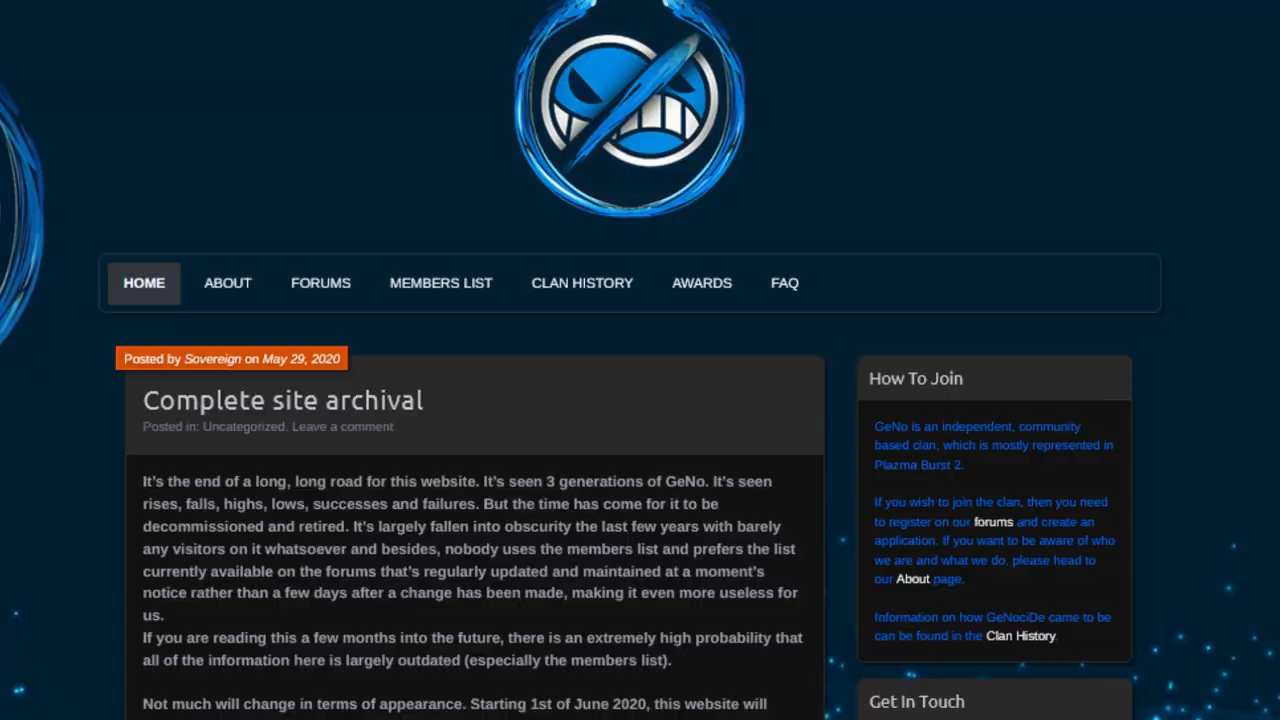 HOME ABOUT FORUMS MEMBERS LIST CLAN HISTORY AWARDS FAQ
Posted by Sovereign on May 29, 2020
Complete site archival
Posted in: Uncategorized. Leave a comment
It's the end of a long, long road for this website. It's seen 3 generations of GeNo. It's seen
rises, falls, highs, lows, successes and failures. But the time has come for it to be
decommissioned and retired. It's largely fallen into obscurity the last few years with barely
any visitors on it whatsoever and besides, nobody uses the members list and prefers the list
currently available on the forums that's regularly updated and maintained at a moment's
notice rather than a few days after a change has been made, making it even more useless for
us.
If you are reading this a few months into the future, there is an extremely high probability that
all of the information here is largely outdated (especially the members list).
Not much will change in terms of appearance. Starting 1st of June 2020, this website will
How To Join
GeNo is an independent, community
based clan, which is mostly represented in
Plazma Burst 2.
If you wish to join the clan, then you need
to register on our forums and create an
application. If you want to be aware of who
we are and what we do, please head to
our About page.
Information on how GeNociDe came to be
can be found in the Clan History.
Get In Touch